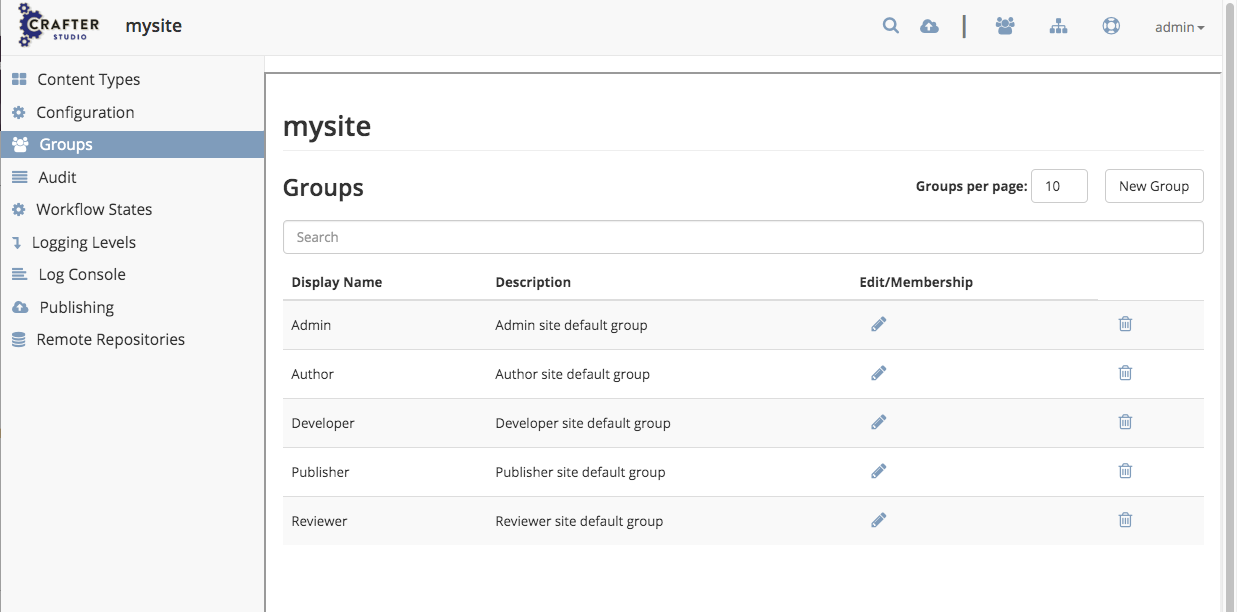 CRAFTER
STUDIO
mysite
admin
Content Types
Configuration
Groups
Audit
Workflow States
Logging Levels
Log Console
Publishing
Remote Repositories
mysite
Groups
Groups per page: 10 New Group
Search
Display Name Description Edit/Membership
Admin Admin site default group
Author Author site default group
Developer Developer site default group
Publisher Publisher site default group
Reviewer Reviewer site default group